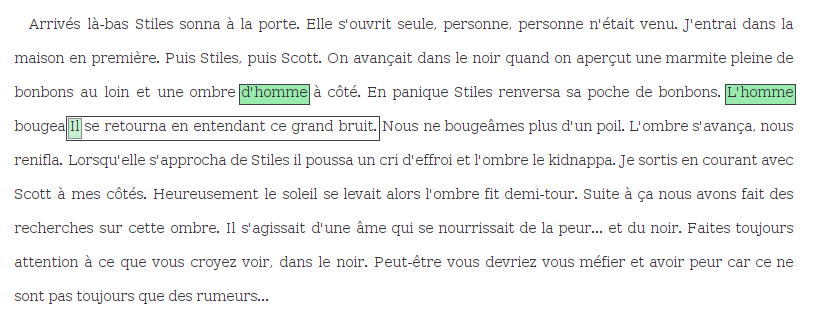 Arrivés là-bas Stiles sonna à la porte. Elle s'ouvrit seule, personne, personne n'était venu. J'entrai dans la
maison en première. Puis Stiles, puis Scott. On avançait dans le noir quand on aperçut une marmite pleine de
bonbons au loin et une ombre d'homme à côté. En panique Stiles renversa sa poche de bonbons. L'homme
bougea Il se retourna en entendant ce grand bruit. Nous ne bougeâmes plus d'un poil. L'ombre s'avança, nous
renifla. Lorsqu'elle s'approcha de Stiles il poussa un cri d'effroi et l'ombre le kidnappa. Je sortis en courant avec
Scott à mes côtés. Heureusement le soleil se levait alors l'ombre fit demi-tour. Suite à ça nous avons fait des
recherches sur cette ombre. Il s'agissait d'une âme qui se nourrissait de la peur... et du noir. Faites toujours
attention à ce que vous croyez voir, dans le noir. Peut-être vous devriez vous méfier et avoir peur car ce ne
sont pas toujours que des rumeurs...